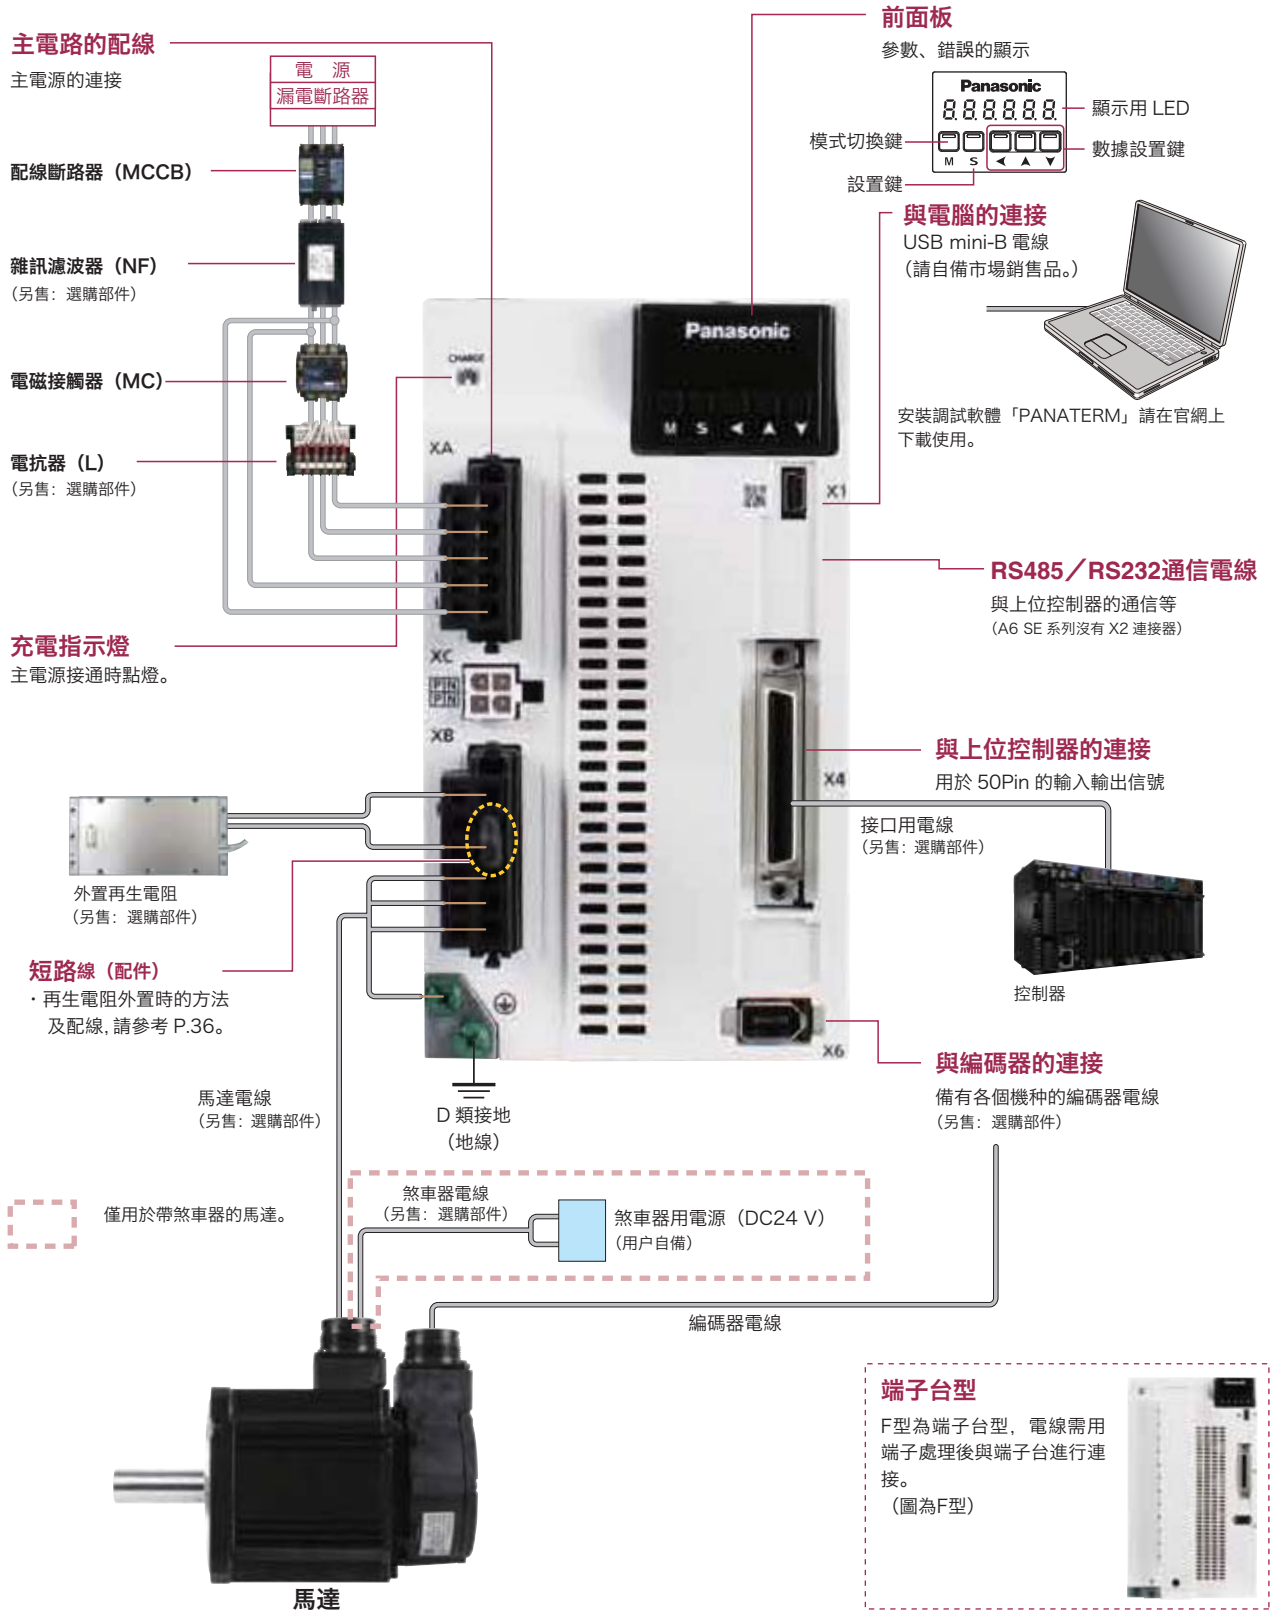 主電路的配線
主電源的連接
電 源
漏電斷路器
配線斷路器（MCCB）
雜訊濾波器（NF）
（另售：選購部件）
電磁接觸器（MC）
電抗器（L）
（另售：選購部件）
充電指示燈
主電源接通時點燈。
外置再生電阻
（另售：選購部件）
短路線（配件）
・再生電阻外置時的方法
及配線,請參考 P.36。
前面板
參數、錯誤的顯示
Panasonic
8.8.8.8.8.8.
顯示用 LED
模式切換鍵
M S ◀ ▲ ▼
數據設置鍵
設置鍵
與電腦的連接
USB mini-B 電線
（請自備市場銷售品。）
安裝調試軟體「PANATERM」請在官網上
下載使用。
Panasonic
M S ◀ ▲ ▼
CHARGE
XA
X1
RS485／RS232通信電線
與上位控制器的通信等
（A6 SE 系列沒有 X2 連接器）
XC
P N
P N
XB
X4
與上位控制器的連接
用於 50Pin 的輸入輸出信號
接口用電線
（另售：選購部件）
控制器
X6
與編碼器的連接
備有各個機种的編碼器電線
（另售：選購部件）
D 類接地
（地線）
馬達電線
（另售：選購部件）
僅用於帶煞車器的馬達。
煞車器電線
（另售：選購部件）
煞車器用電源（DC24 V）
（用户自備）
編碼器電線
馬達
端子台型
F型為端子台型，電線需用
端子處理後與端子台進行連
接。
（圖為F型）